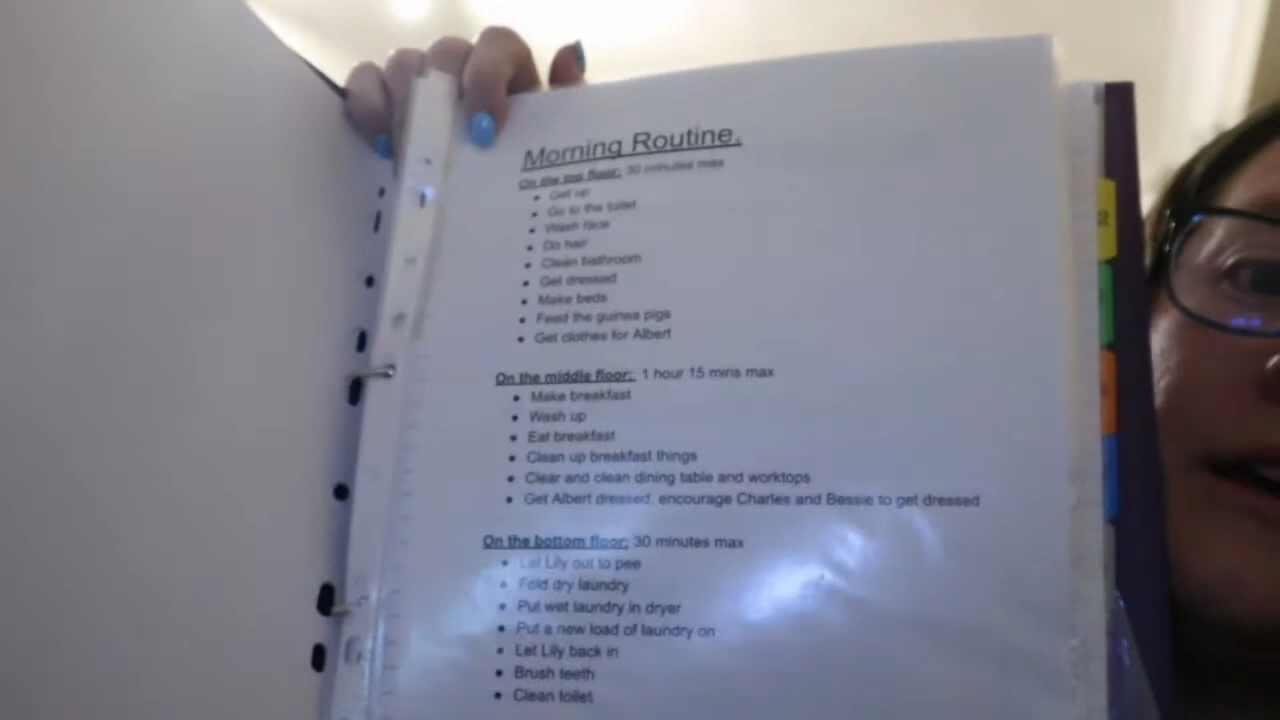 Morning Routine.
On the top floor: 30 minutes max
Get up
Go to the toilet
Wash face
Do hair
Clean bathroom
Get dressed
Make beds
Feed the guinea pigs
Get clothes for Albert
On the middle floor: 1 hour 15 mins max
Make breakfast
Wash up
Eat breakfast
Clean up breakfast things
Clear and clean dining table and worktops
Get Albert dressed, encourage Charles and Bessie to get dressed
On the bottom floor: 30 minutes max
Let Lily out to pee
Fold dry laundry
Put wet laundry in dryer
Put a new load of laundry on
Let Lily back in
Brush teeth
Clean toilet
2